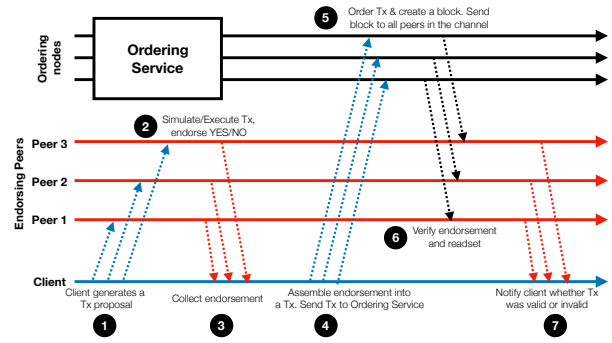 5
Order Tx & create a block. Send
block to all peers in the channel
Ordering
nodes
Ordering
Service
2
Simulate/Execute Tx,
endorse YES/NO
Endorsing Peers
Peer 3
Peer 2
Peer 1
6
Verify endorsement
and readset
Client
Client generates a
Tx proposal
1
Collect endorsement
3
Assemble endorsement into
a Tx. Send Tx to Ordering Service
4
Notify client whether Tx
was valid or invalid
7